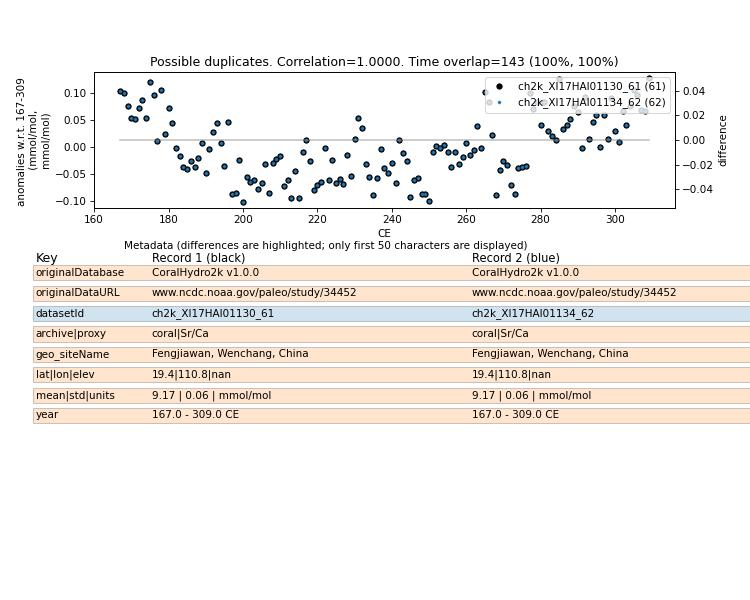 Possible duplicates. Correlation=1.0000. Time overlap=143 (100%, 100%)
anomalies w.r.t. 167-309
(mmol/mol,
mmol/mol)
0.10
0.05
0.00
−0.05
−0.10
ch2k_XI17HAI01130_61 (61)
ch2k_XI17HAI01134_62 (62)
0.04
0.02
0.00
−0.02
−0.04
difference
160 180 200 220 240 260 280 300
CE
Metadata (differences are highlighted; only first 50 characters are displayed)
Key Record 1 (black) Record 2 (blue)
originalDatabase CoralHydro2k v1.0.0 CoralHydro2k v1.0.0
originalDataURL www.ncdc.noaa.gov/paleo/study/34452 www.ncdc.noaa.gov/paleo/study/34452
datasetId ch2k_XI17HAI01130_61 ch2k_XI17HAI01134_62
archive|proxy coral|Sr/Ca coral|Sr/Ca
geo_siteName Fengjiawan, Wenchang, China Fengjiawan, Wenchang, China
lat|lon|elev 19.4|110.8|nan 19.4|110.8|nan
mean|std|units 9.17 | 0.06 | mmol/mol 9.17 | 0.06 | mmol/mol
year 167.0 - 309.0 CE 167.0 - 309.0 CE